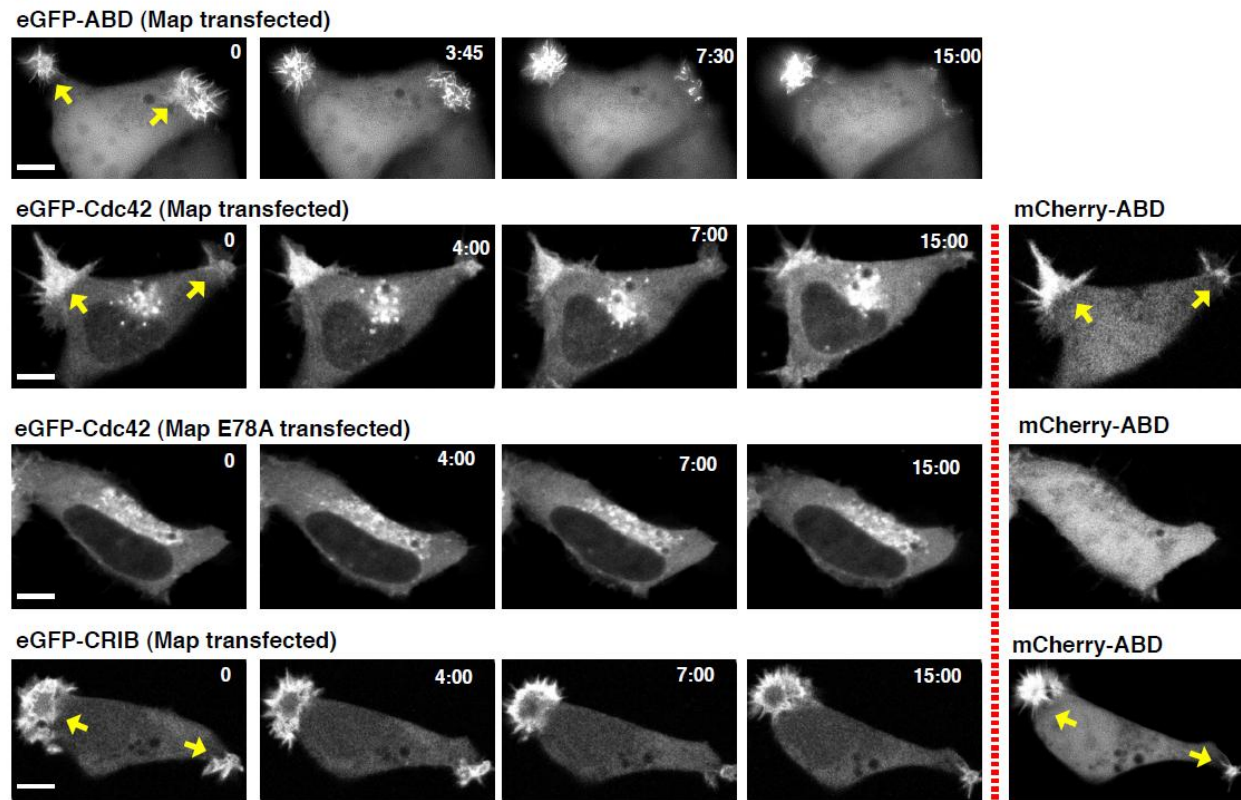 eGFP-ABD (Map transfected)
0 3:45 7:30 15:00
eGFP-Cdc42 (Map transfected) mCherry-ABD
0 4:00 7:00 15:00
eGFP-Cdc42 (Map E78A transfected) mCherry-ABD
0 4:00 7:00 15:00
eGFP-CRIB (Map transfected) mCherry-ABD
0 4:00 7:00 15:00